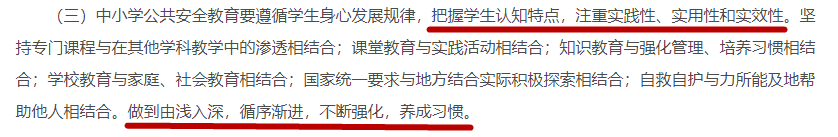 （三）中小学公共安全教育要遵循学生身心发展规律，把握学生认知特点，注重实践性、实用性和实效性。坚
持专门课程与在其他学科教学中的渗透相结合；课堂教育与实践活动相结合；知识教育与强化管理、培养习惯相结
合；学校教育与家庭、社会教育相结合；国家统一要求与地方结合实际积极探索相结合；自救自护与力所能及地帮
助他人相结合。做到由浅入深，循序渐进，不断强化，养成习惯。